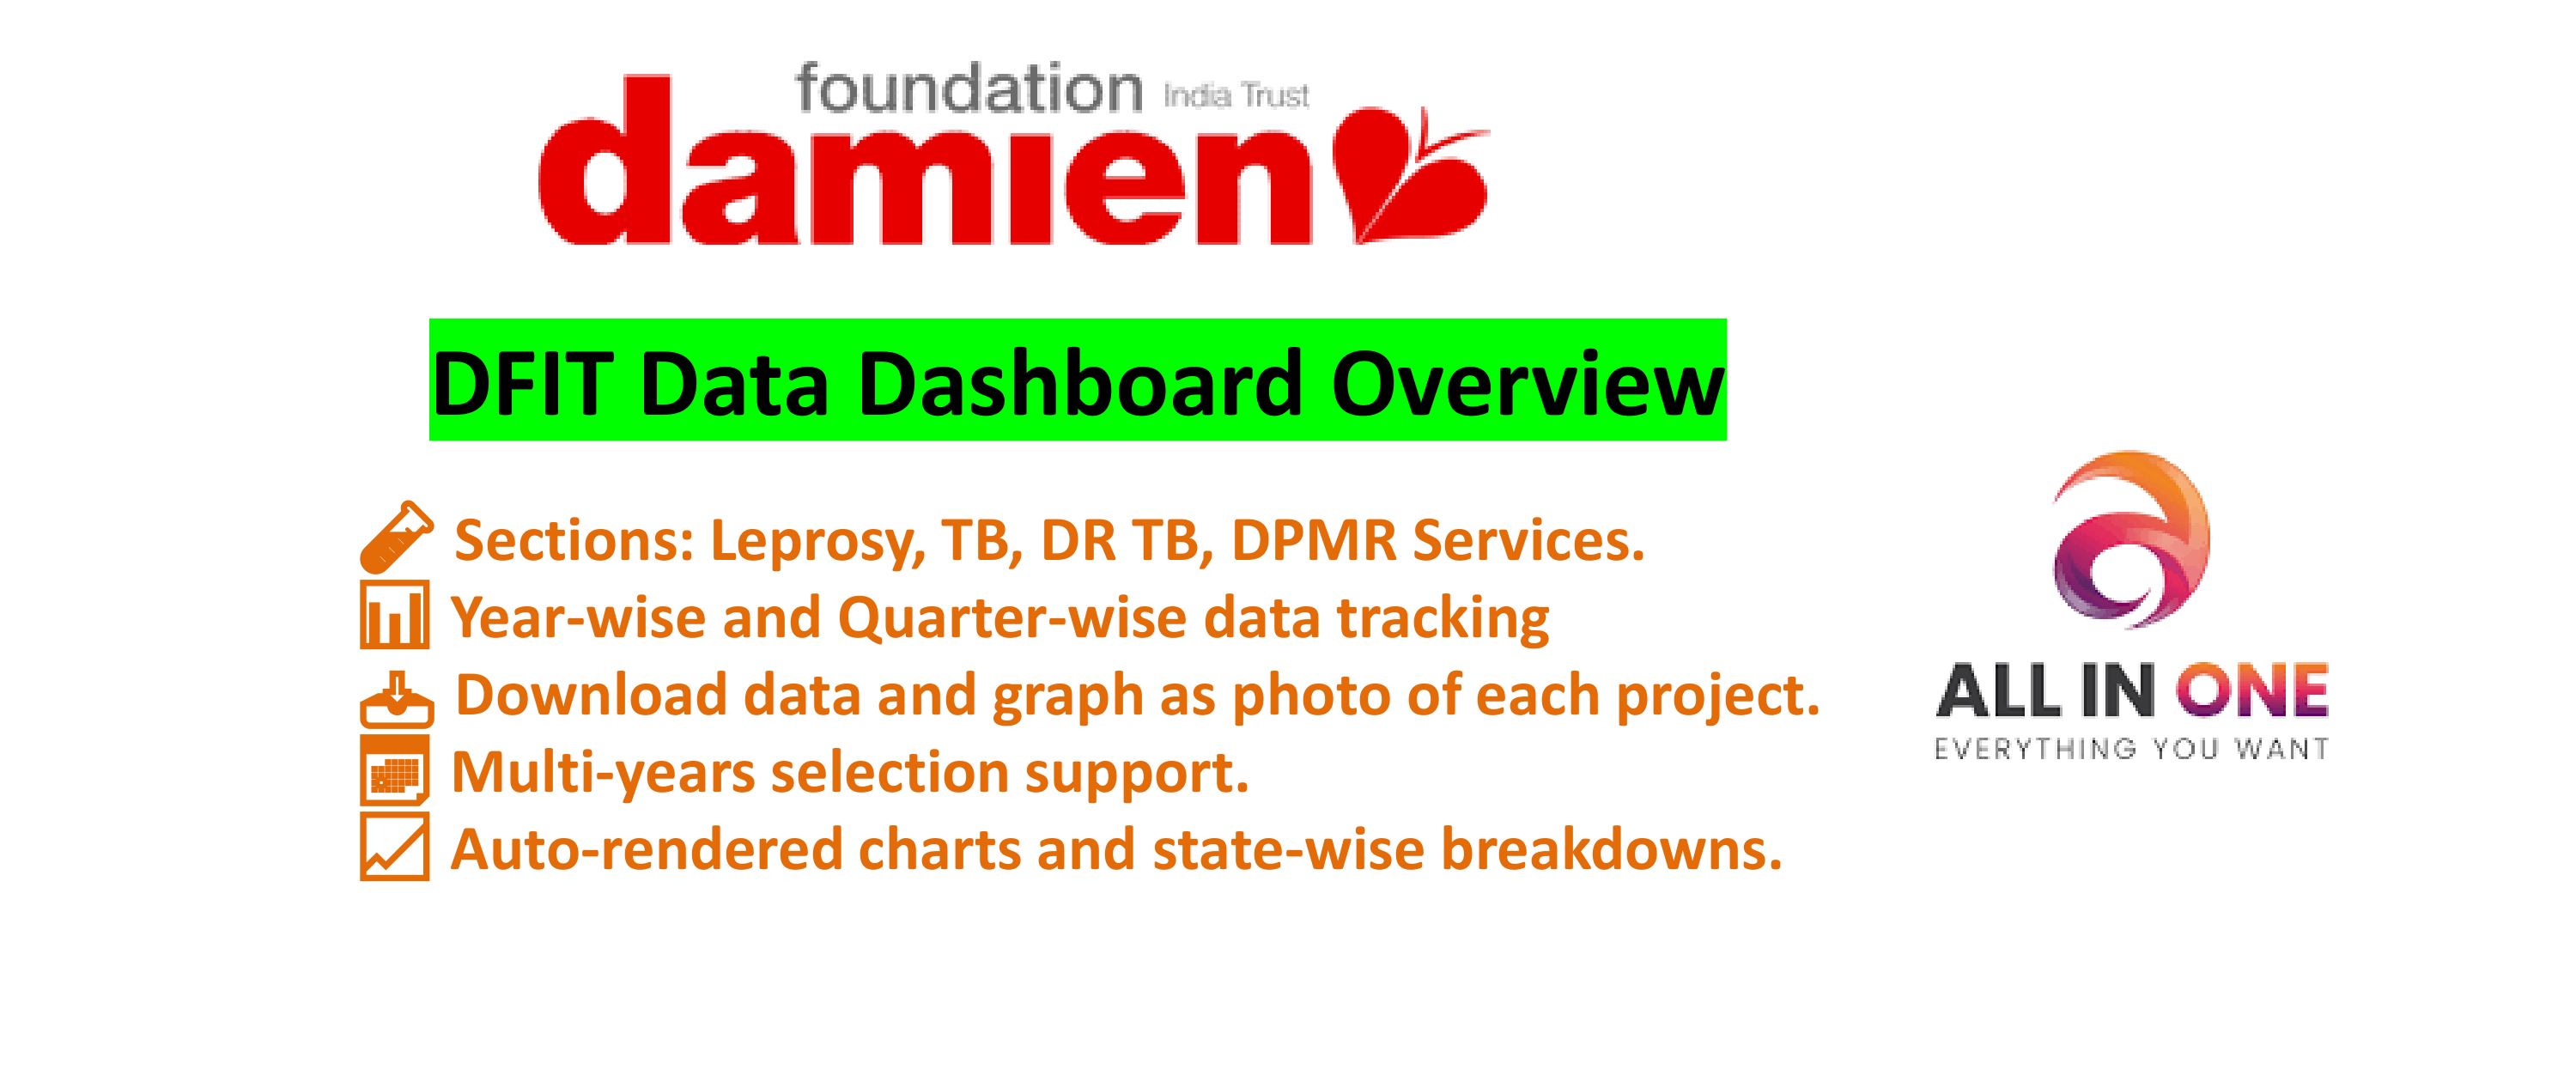 foundation India Trust
damien
DFIT Data Dashboard Overview
Sections: Leprosy, TB, DR TB, DPMR Services.
Year-wise and Quarter-wise data tracking
Download data and graph as photo of each project.
Multi-years selection support.
Auto-rendered charts and state-wise breakdowns.
ALL IN ONE
EVERYTHING YOU WANT